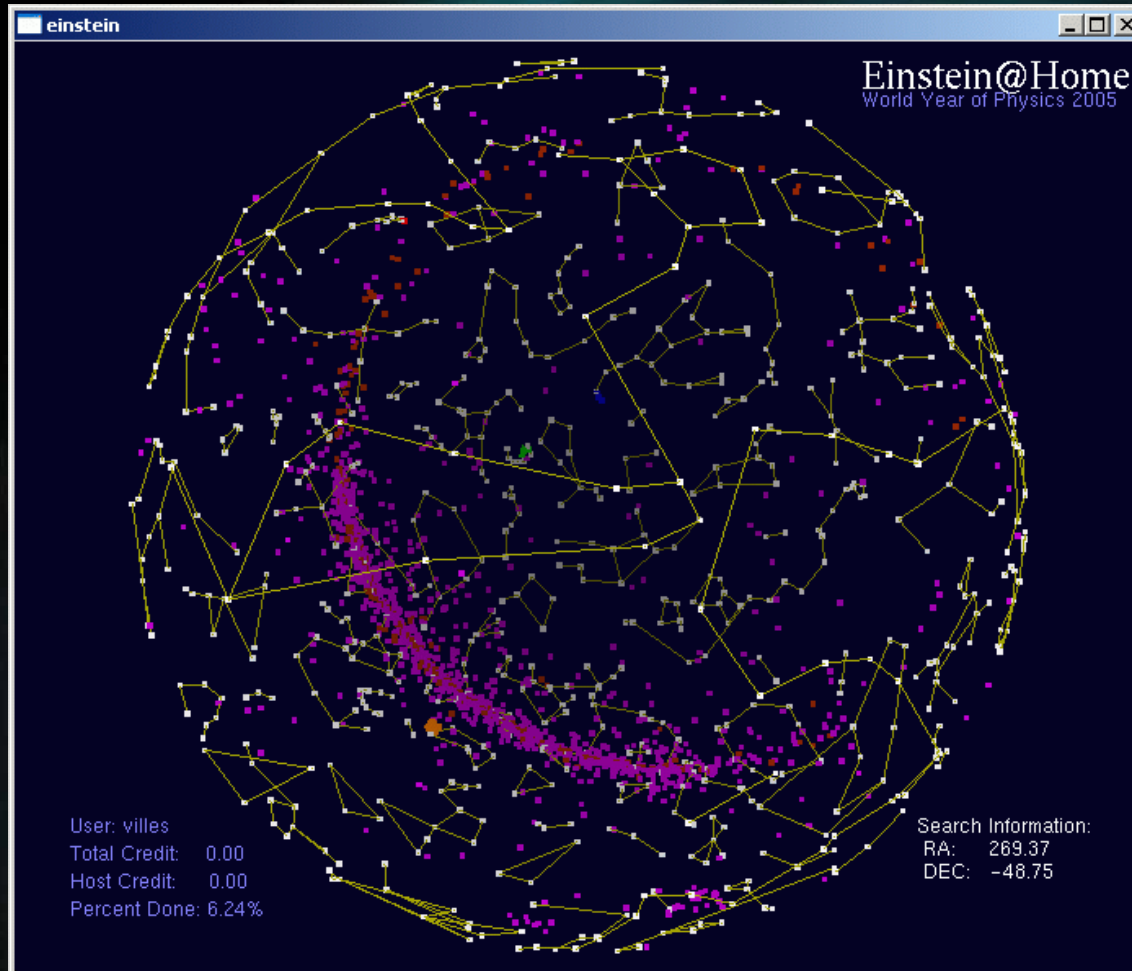 einstein
Einstein@Home
World Year of Physics 2005
User: villes
Total Credit: 0.00
Host Credit: 0.00
Percent Done: 6.24%
Search Information:
RA: 269.37
DEC: −48.75